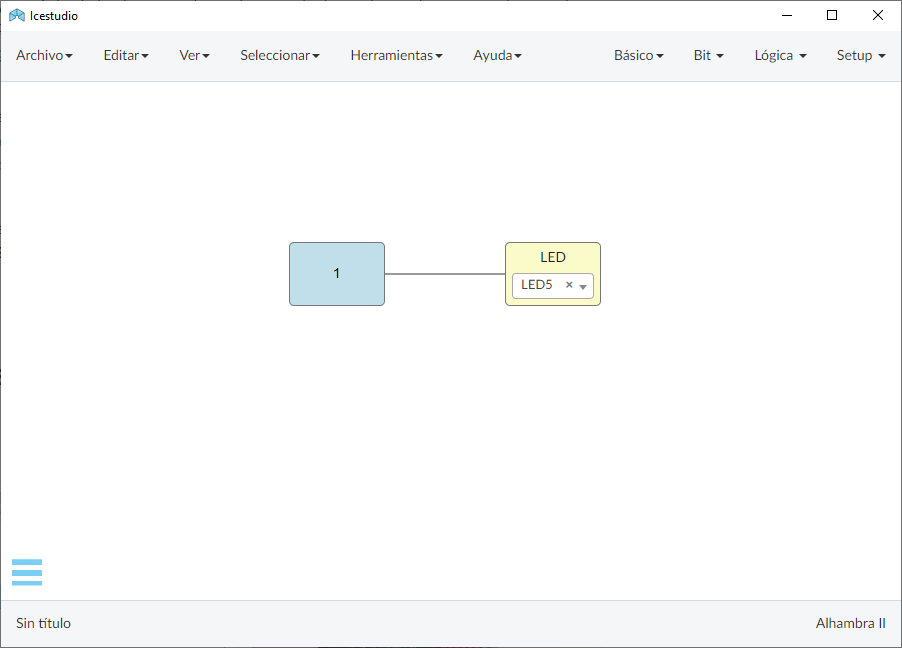 Icestudio
Archivo Editar Ver Seleccionar Herramientas Ayuda Básico Bit Lógica Setup
1
LED
LED5
Sin título
Alhambra II